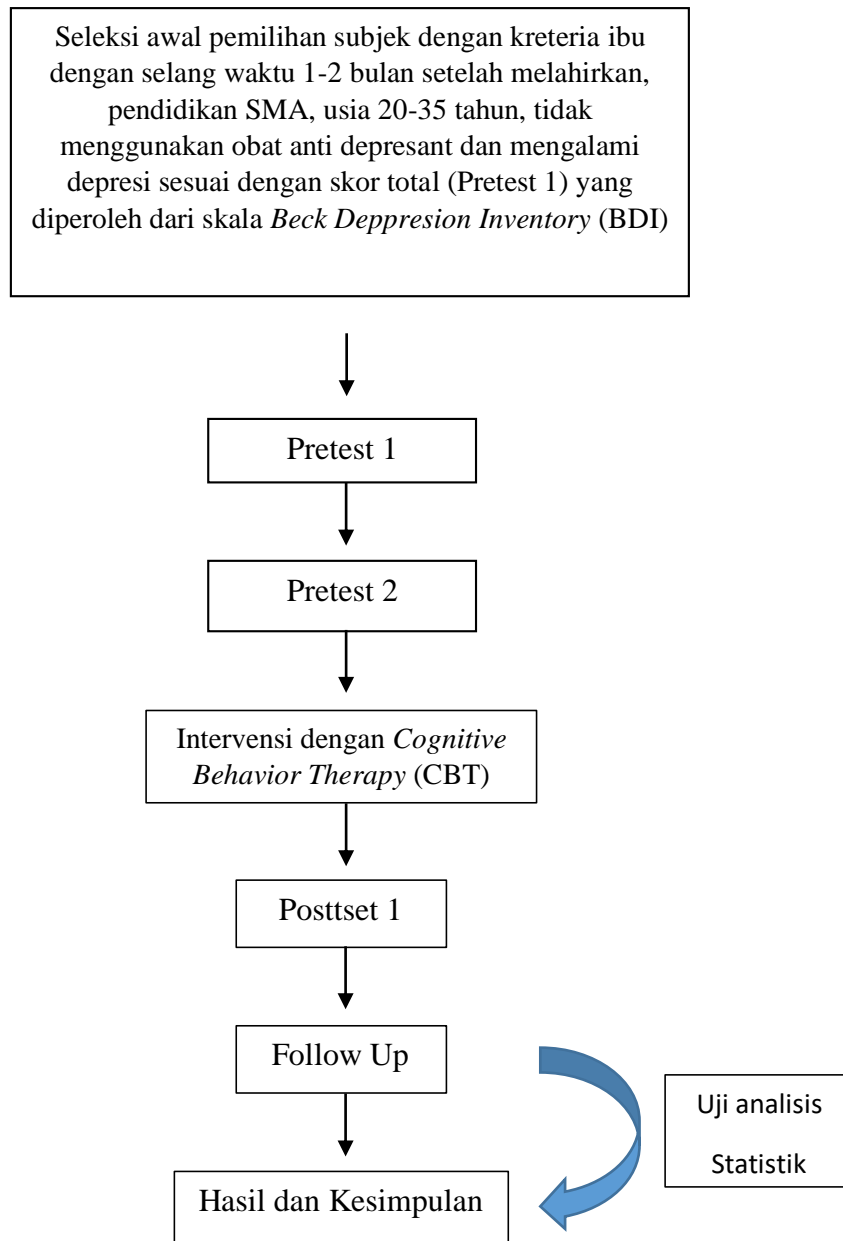 Seleksi awal pemilihan subjek dengan kreteria ibu
dengan selang waktu 1-2 bulan setelah melahirkan,
pendidikan SMA, usia 20-35 tahun, tidak
menggunakan obat anti depresant dan mengalami
depresi sesuai dengan skor total (Pretest 1) yang
diperoleh dari skala Beck Deppresion Inventory (BDI)
Pretest 1
Pretest 2
Intervensi dengan Cognitive
Behavior Therapy (CBT)
Posttset 1
Follow Up
Uji analisis
Statistik
Hasil dan Kesimpulan